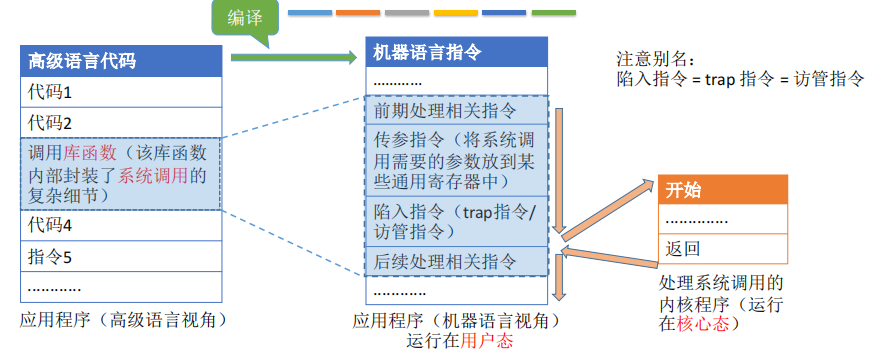 编译
高级语言代码
代码1
代码2
调用库函数（该库函数
内部封装了系统调用的
复杂细节）
代码4
指令5
............
应用程序（高级语言视角）
机器语言指令
............
前期处理相关指令
传参指令（将系统调
用需要的参数放到某
些通用寄存器中）
陷入指令（trap指令/
访管指令）
后续处理相关指令
............
应用程序（机器语言视角）
运行在用户态
注意别名：
陷入指令 = trap 指令 = 访管指令
开始
..............
返回
处理系统调用的
内核程序（运行
在核心态）